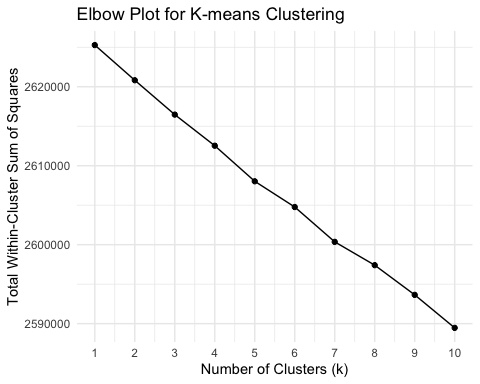 Elbow Plot for K-means Clustering
Total Within-Cluster Sum of Squares
2620000
2610000
2600000
2590000
1 2 3 4 5 6 7 8 9 10
Number of Clusters (k)